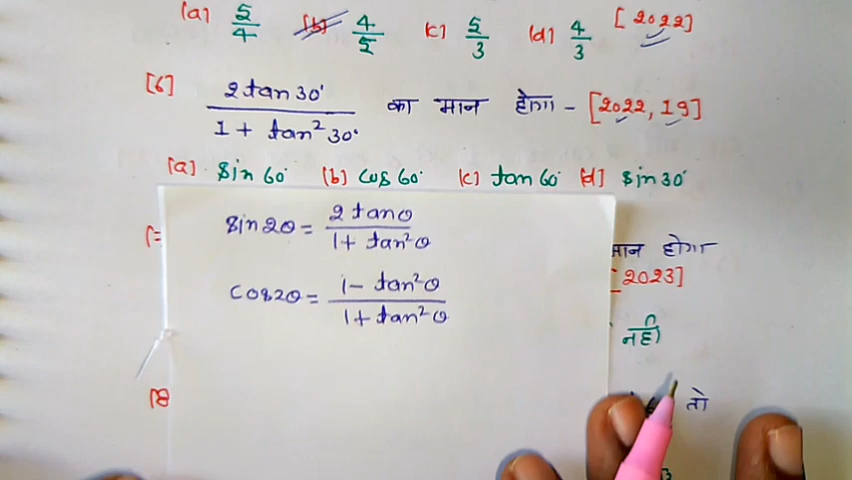 (a) 5/4 (b) 4/5 (c) 5/3 (d) 4/3 [2022]
[6] 2 tan 30° / 1 + tan² 30° का मान होगा - [2022, 19]
(a) sin 60° (b) cos 60° (c) tan 60° (d) sin 30°
sin 2θ = 2 tan θ / 1 + tan² θ
मान होगा
[2023]
cos 2θ = 1 - tan² θ / 1 + tan² θ
नही
तो